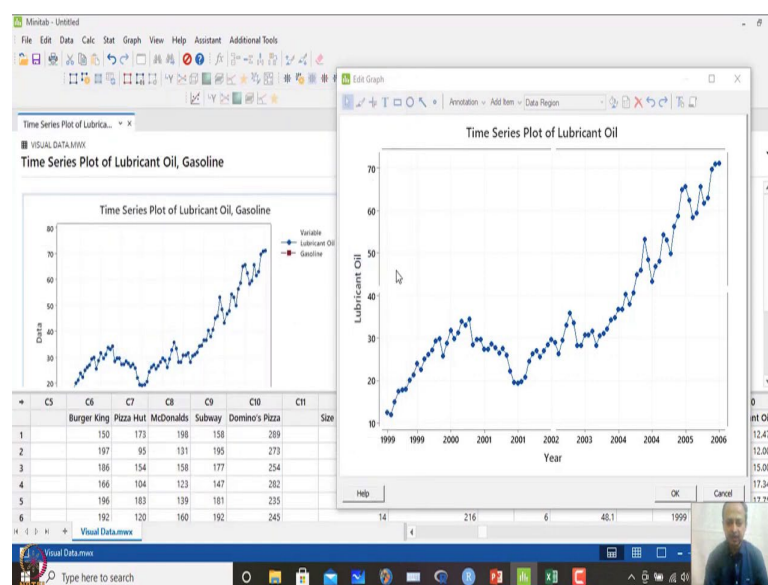 Minitab - Untitled
File Edit Data Calc Stat Graph View Help Assistant Additional Tools
Time Series Plot of Lubrica...
VISUAL DATA.MWX
Time Series Plot of Lubricant Oil, Gasoline
Time Series Plot of Lubricant Oil, Gasoline
Variable
Lubricant Oil
Gasoline
Data
80
70
60
50
40
30
20
Edit Graph
Annotation Add Item Data Region
Time Series Plot of Lubricant Oil
Lubricant Oil
70
60
50
40
30
20
10
1999 1999 2000 2001 2001 2002 2003 2004 2004 2005 2006
Year
Help OK Cancel
C5 C6 C7 C8 C9 C10 C11
Burger King Pizza Hut McDonalds Subway Domino's Pizza Size
1 150 173 198 158 289 12.47
2 197 95 131 195 273
3 186 154 158 177 254
4 166 104 123 147 282
5 196 183 139 181 235
6 192 120 160 192 245 14 216 6 48.1 1999
Visual Data.mwx
Visual Data.mwx
Type here to search